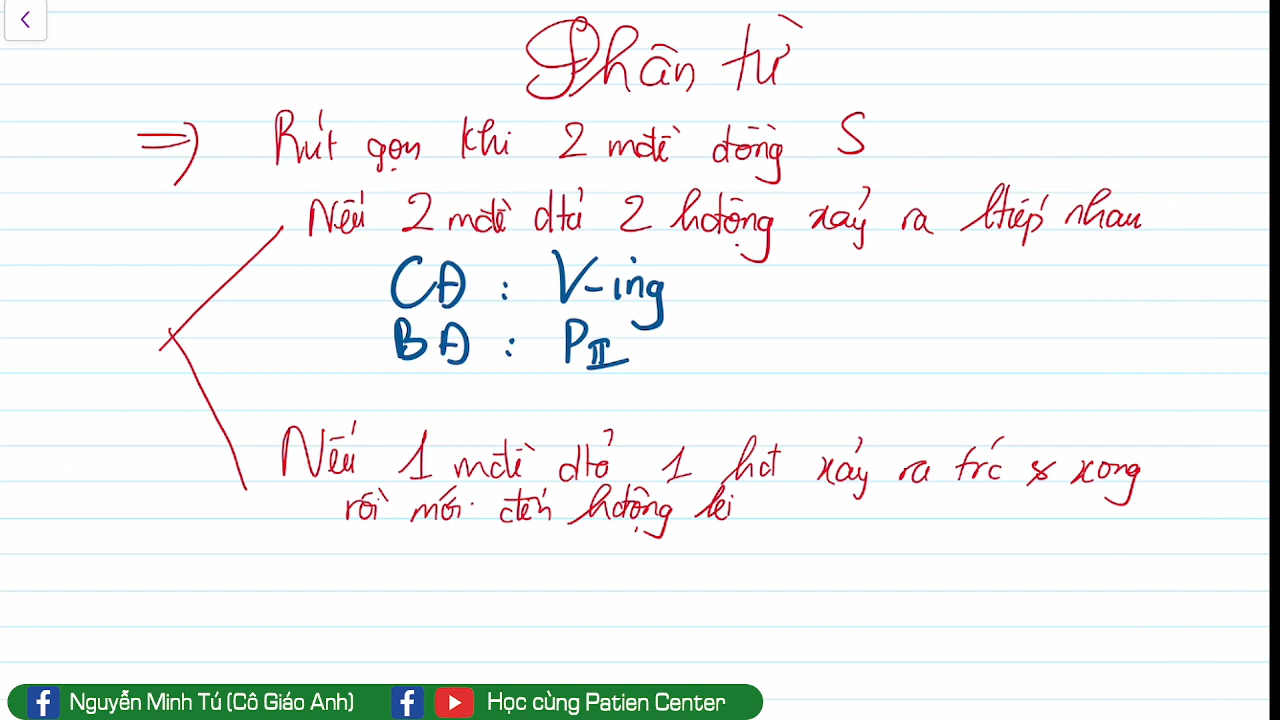 Phân từ
=> Rút gọn khi 2 mđề đồng S
Nếu 2 mđề dtả 2 hđộng xảy ra ltiếp nhau
CĐ : V-ing
BĐ : PII
Nếu 1 mđề dtả 1 hđ xảy ra trc xong
rồi mới đến hđộng
Nguyễn Minh Tú (Cô Giáo Anh)
Học cùng Patien Center